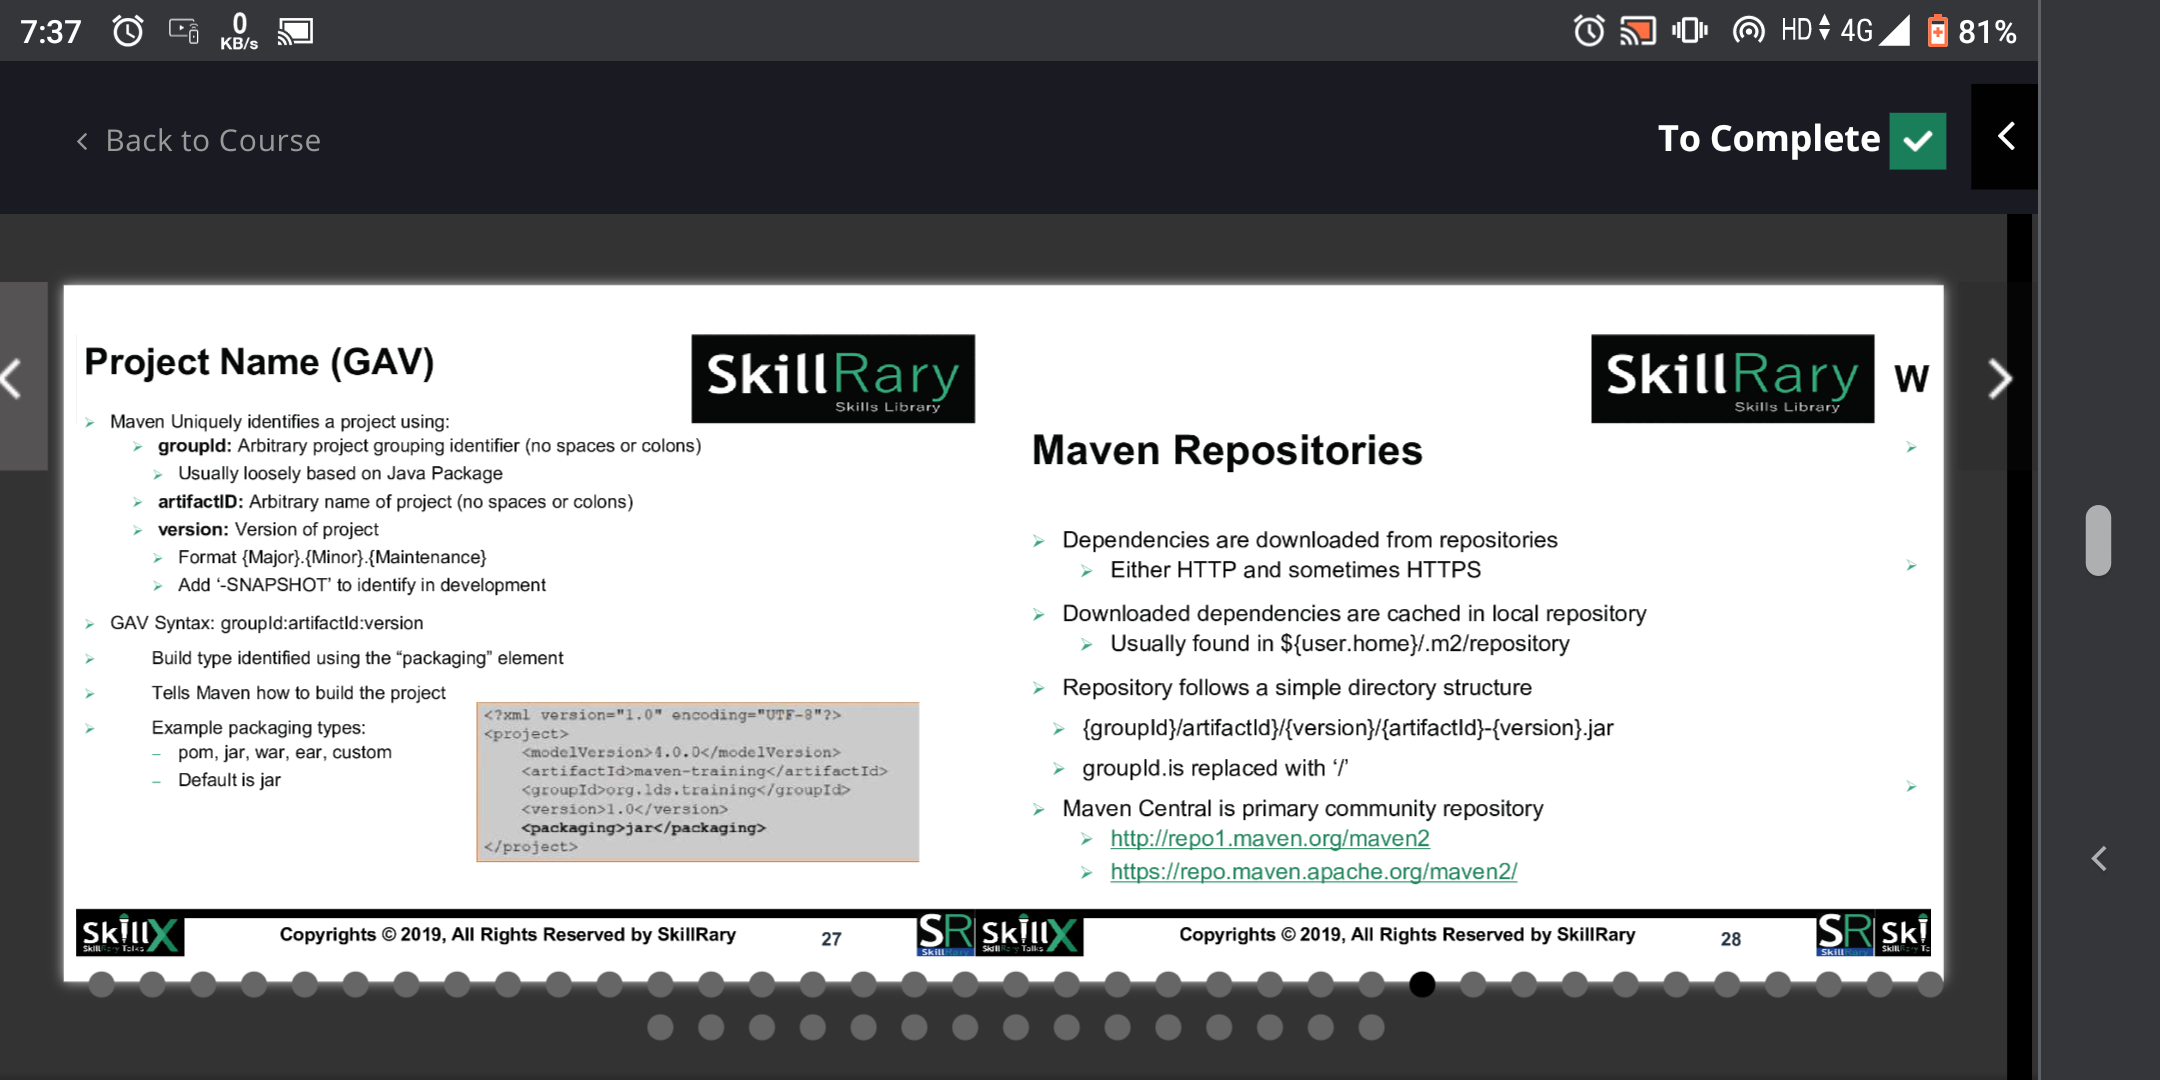 7:37
0
KB/s
HD 4G 81%
Back to Course
To Complete
Project Name (GAV)
SkillRary
Skills Library
Maven Uniquely identifies a project using:
groupId: Arbitrary project grouping identifier (no spaces or colons)
Usually loosely based on Java Package
artifactID: Arbitrary name of project (no spaces or colons)
version: Version of project
Format {Major}.{Minor}.{Maintenance}
Add ‘-SNAPSHOT’ to identify in development
GAV Syntax: groupId:artifactId:version
Build type identified using the “packaging” element
Tells Maven how to build the project
Example packaging types:
– pom, jar, war, ear, custom
– Default is jar
<?xml version="1.0" encoding="UTF-8"?>
<project>
<modelVersion>4.0.0</modelVersion>
<artifactId>maven-training</artifactId>
<groupId>org.lds.training</groupId>
<version>1.0</version>
<packaging>jar</packaging>
</project>
SkillX
Copyrights © 2019, All Rights Reserved by SkillRary
27
SR
SkillRary
Skills Library
Maven Repositories
Dependencies are downloaded from repositories
Either HTTP and sometimes HTTPS
Downloaded dependencies are cached in local repository
Usually found in ${user.home}/.m2/repository
Repository follows a simple directory structure
{groupId}/artifactId}/{version}/{artifactId}-{version}.jar
groupId.is replaced with ‘/’
Maven Central is primary community repository
http://repo1.maven.org/maven2
https://repo.maven.apache.org/maven2/
SkillX
Copyrights © 2019, All Rights Reserved by SkillRary
28
SR
W
Ski